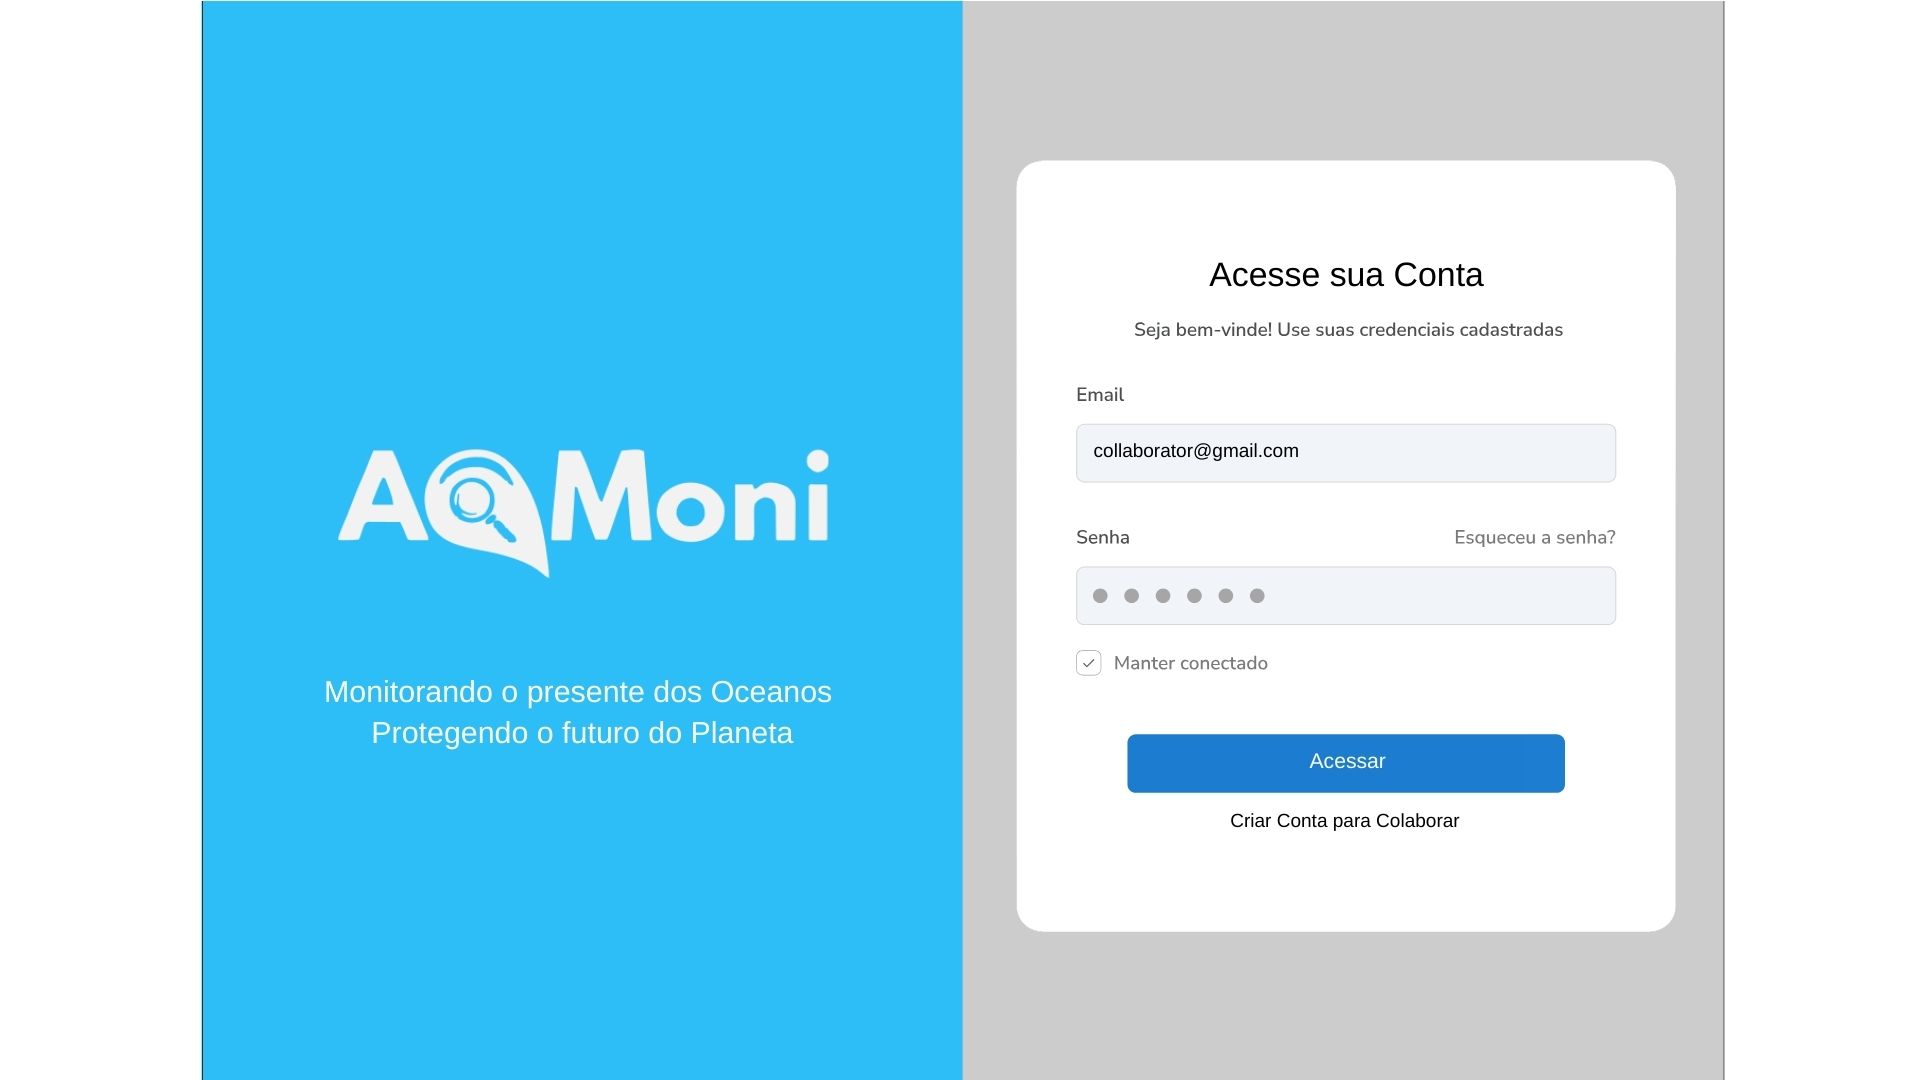 AQMoni
Monitorando o presente dos Oceanos
Protegendo o futuro do Planeta
Acesse sua Conta
Seja bem-vinde! Use suas credenciais cadastradas
Email
collaborator@gmail.com
Senha
Esqueceu a senha?
Manter conectado
Acessar
Criar Conta para Colaborar